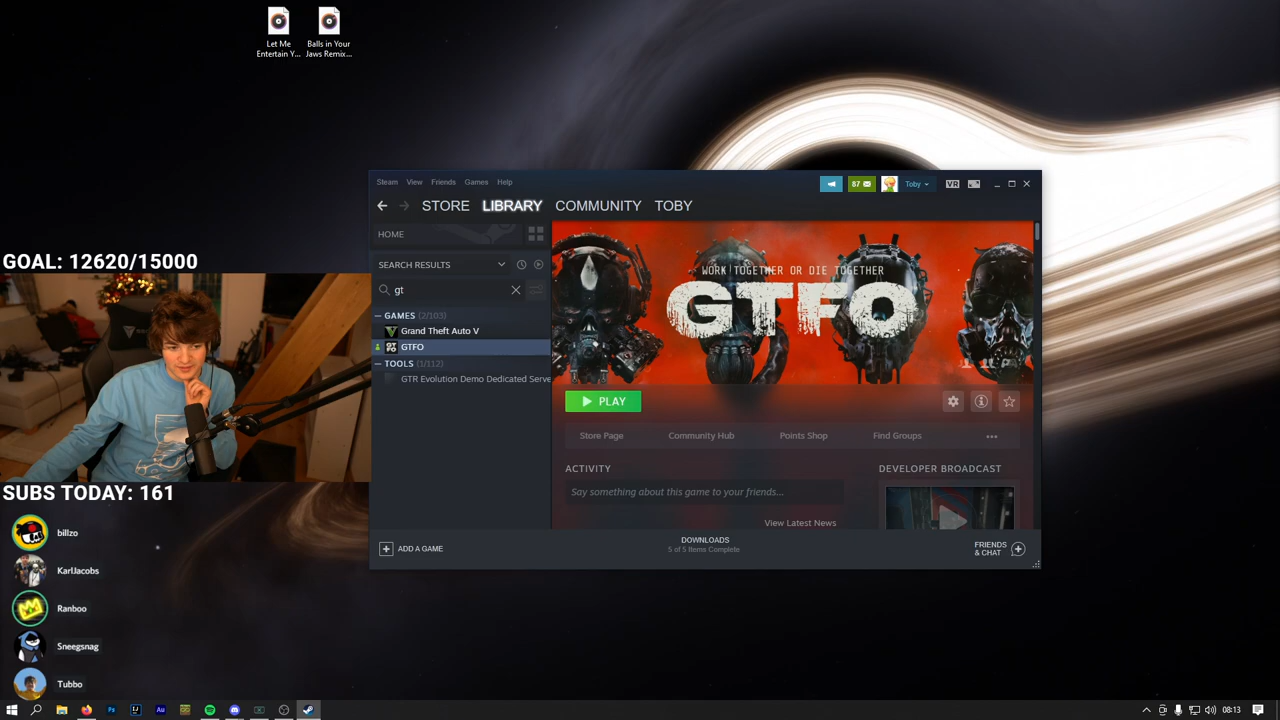 Let Me
Entertain Y...
Balls in Your
Jaws Remix...
Steam
View
Friends
Games
Help
87
Toby
VR
STORE
LIBRARY
COMMUNITY
TOBY
HOME
SEARCH RESULTS
gt
GAMES (2/103)
Grand Theft Auto V
GTFO
TOOLS (1/112)
GTR Evolution Demo Dedicated Serve
WORK TOGETHER OR DIE TOGETHER
GTFO
PLAY
Store Page
Community Hub
Points Shop
Find Groups
ACTIVITY
Say something about this game to your friends...
View Latest News
DEVELOPER BROADCAST
ADD A GAME
DOWNLOADS
5 of 5 Items Complete
FRIENDS
& CHAT
GOAL: 12620/15000
SUBS TODAY: 161
billzo
KarlJacobs
Ranboo
Sneegsnag
Tubbo
Ps
IJ
Au
08:13